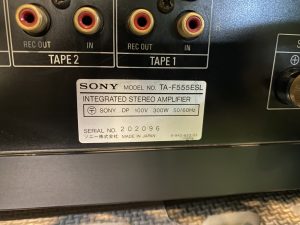 REC OUT IN REC OUT IN
TAPE 2 TAPE 1
SONY MODEL NO. TA-F555ESL
INTEGRATED STEREO AMPLIFIER
SONY DP 100V 300W 50/60Hz
SERIAL NO. 202096
ソニー株式会社 MADE IN JAPAN